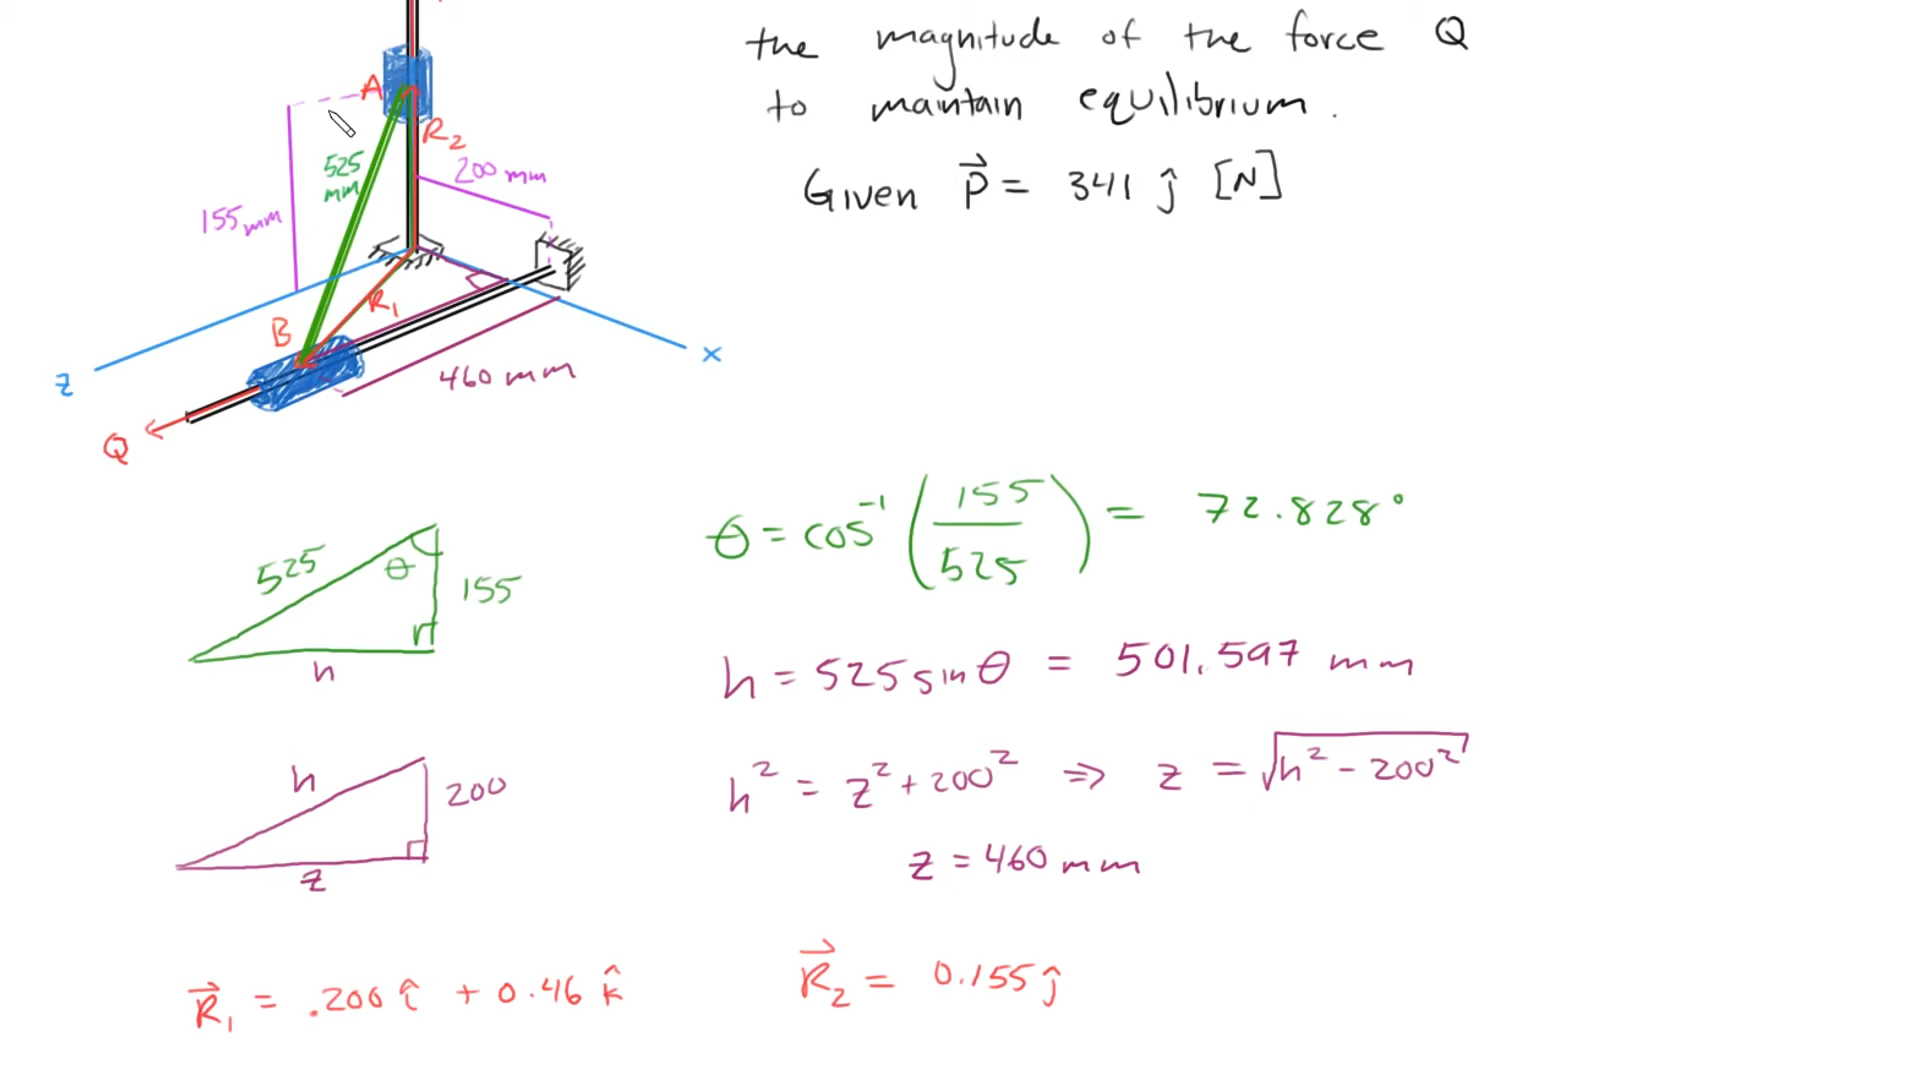 the magnitude of the force Q
to maintain equilibrium.
Given P⃗ = 341 ĵ [N]
A
R₂
525
mm
200 mm
155 mm
R₁
B
460 mm
x
z
Q
525
θ
155
h
θ = cos⁻¹ (155/525) = 72.828°
h = 525 sin θ = 501.597 mm
h
200
z
h² = z² + 200² ⇒ z = √(h² - 200²)
z = 460 mm
R⃗₁ = .200 î + 0.46 k̂
R⃗₂ = 0.155 ĵ